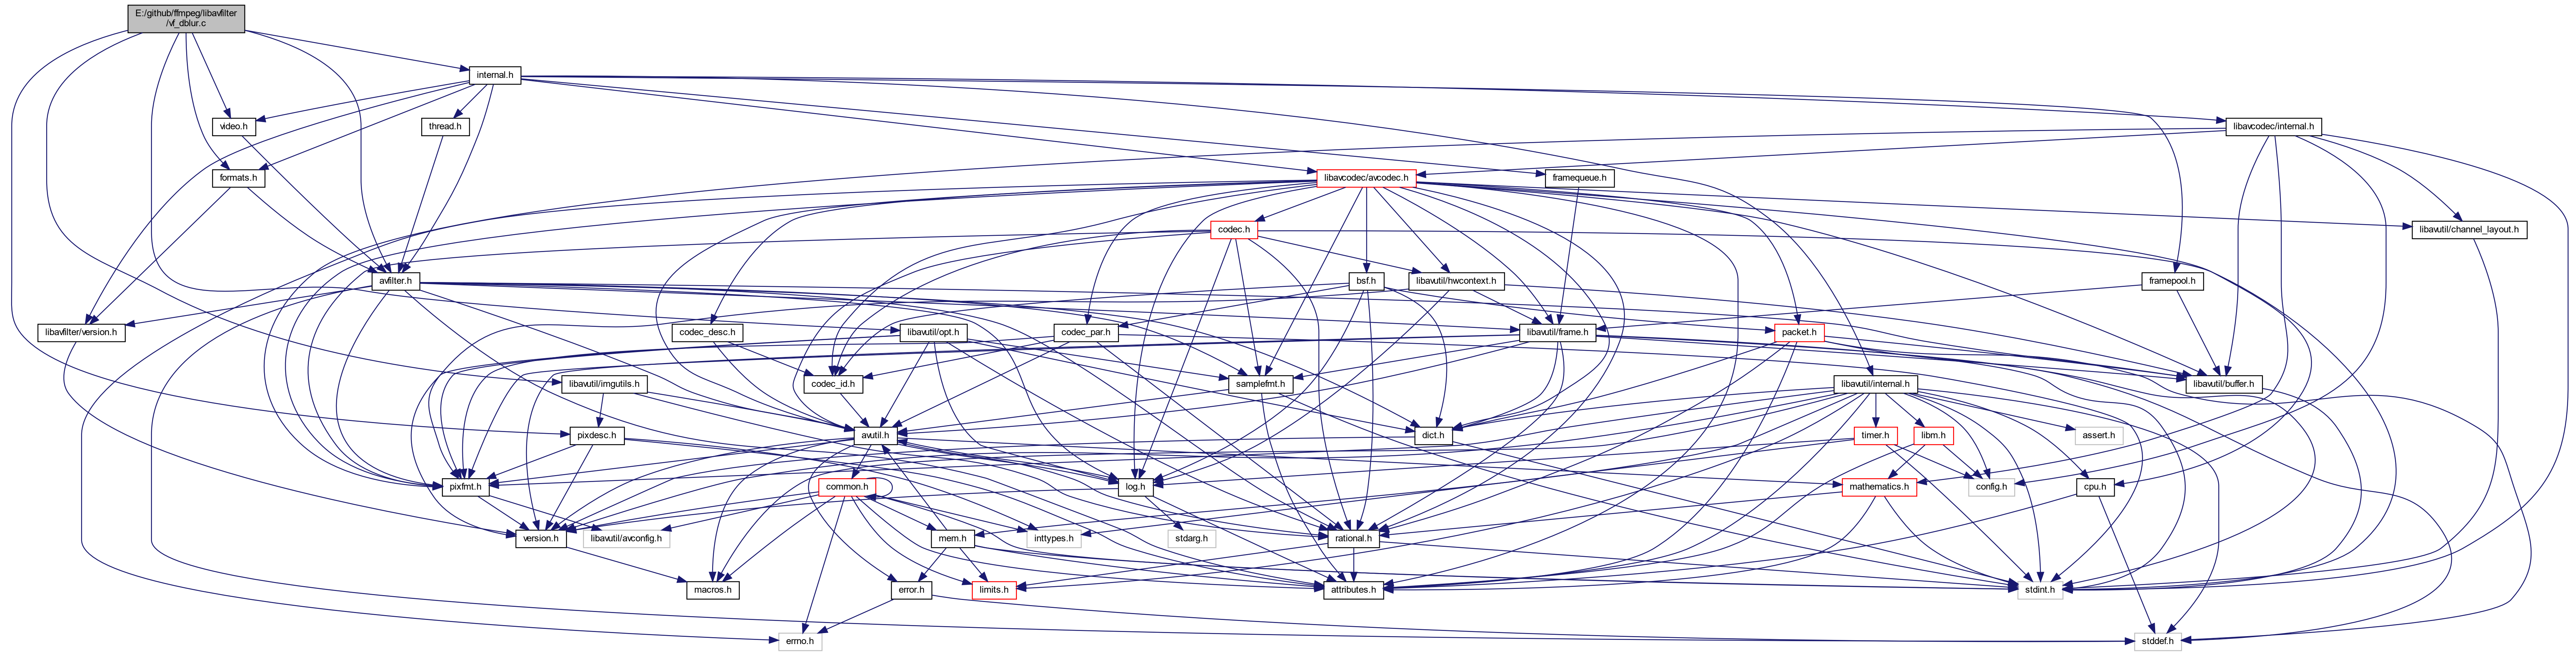 E:/github/ffmpeg/libavfilter
/vf_dblur.c
internal.h
video.h
thread.h
libavcodec/internal.h
formats.h
libavcodec/avcodec.h
framequeue.h
codec.h
libavutil/channel_layout.h
avfilter.h
bsf.h
libavutil/hwcontext.h
framepool.h
libavfilter/version.h
codec_desc.h
libavutil/opt.h
codec_par.h
libavutil/frame.h
packet.h
libavutil/imgutils.h
codec_id.h
samplefmt.h
libavutil/internal.h
libavutil/buffer.h
pixdesc.h
avutil.h
dict.h
timer.h
libm.h
assert.h
pixfmt.h
common.h
log.h
mathematics.h
config.h
cpu.h
version.h
libavutil/avconfig.h
mem.h
inttypes.h
stdarg.h
rational.h
macros.h
error.h
limits.h
attributes.h
stdint.h
errno.h
stddef.h